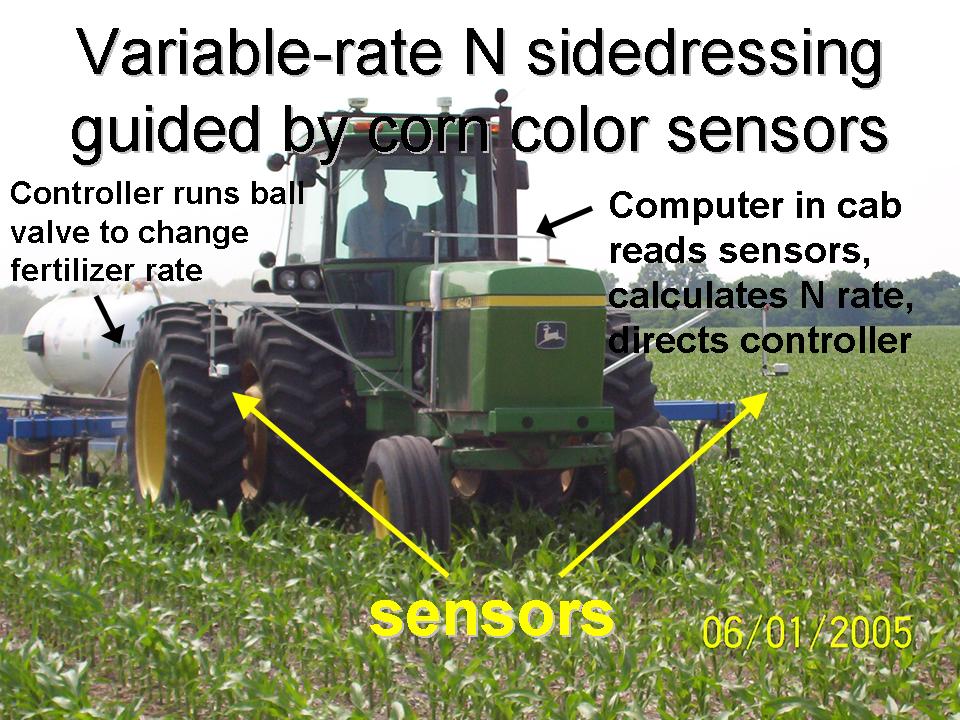 Variable-rate N sidedressing
guided by corn color sensors
Controller runs ball
valve to change
fertilizer rate
Computer in cab
reads sensors,
calculates N rate,
directs controller
4640
sensors
06/01/2005